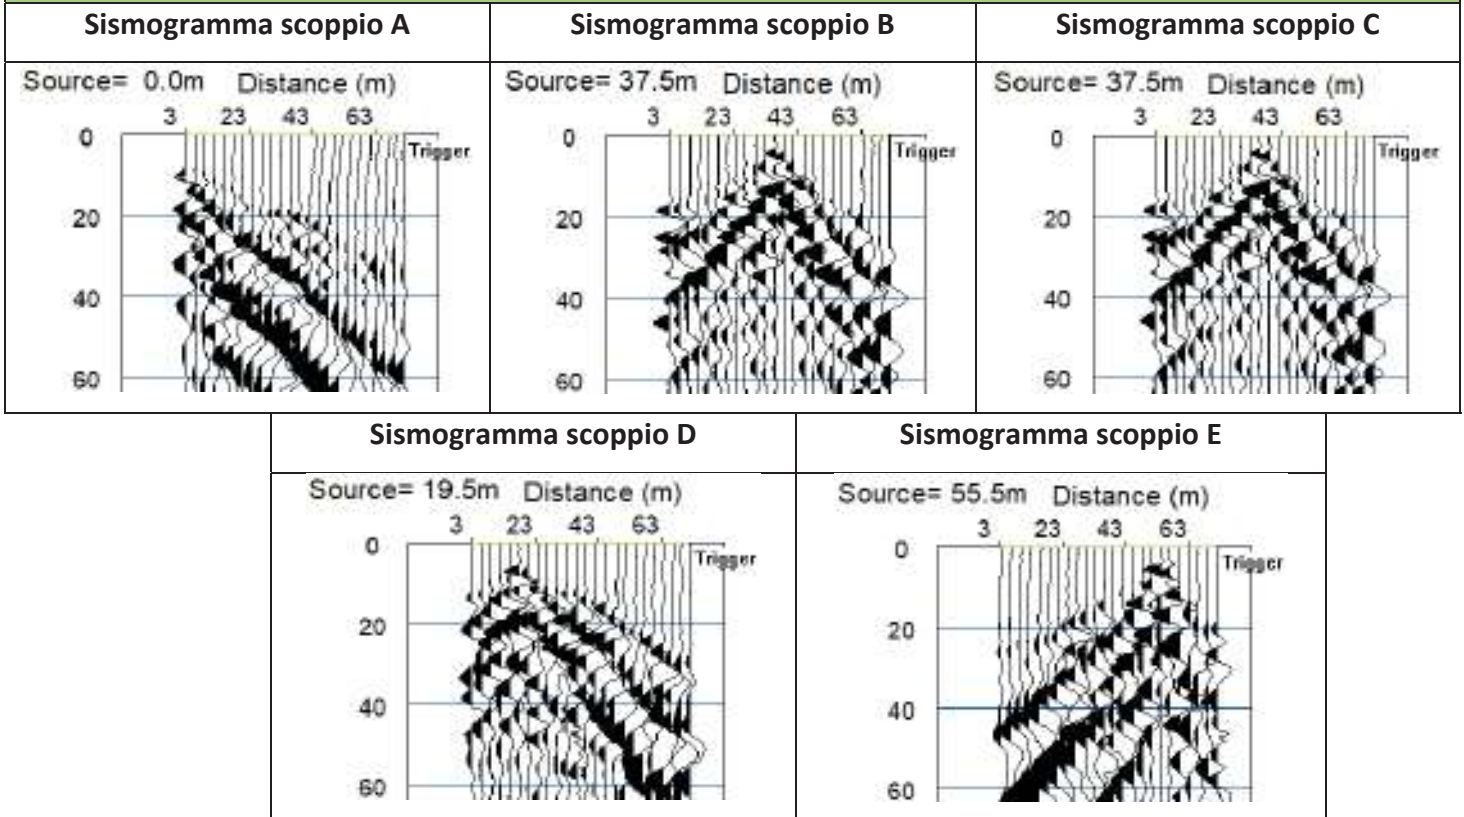 Sismogramma scoppio A
Sismogramma scoppio B
Sismogramma scoppio C
Source= 0.0m Distance (m)
3 23 43 63
0
Trigger
20
40
60
Source= 37.5m Distance (m)
3 23 43 63
0
Trigger
20
40
60
Source= 37.5m Distance (m)
3 23 43 63
0
Trigger
20
40
60
Sismogramma scoppio D
Sismogramma scoppio E
Source= 19.5m Distance (m)
3 23 43 63
0
Trigger
20
40
60
Source= 55.5m Distance (m)
3 23 43 63
0
Trigger
20
40
60